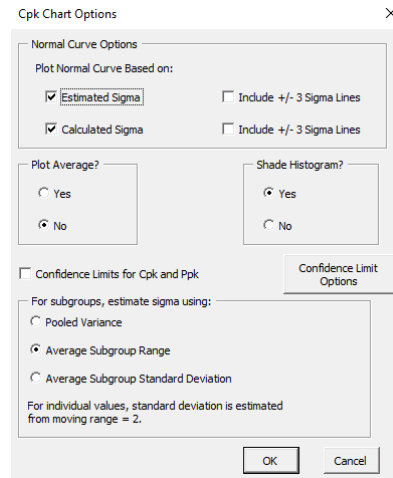 Cpk Chart Options
Normal Curve Options
Plot Normal Curve Based on:
Estimated Sigma
Include +/- 3 Sigma Lines
Calculated Sigma
Include +/- 3 Sigma Lines
Plot Average?
Yes
No
Shade Histogram?
Yes
No
Confidence Limits for Cpk and Ppk
Confidence Limit
Options
For subgroups, estimate sigma using:
Pooled Variance
Average Subgroup Range
Average Subgroup Standard Deviation
For individual values, standard deviation is estimated
from moving range = 2.
OK
Cancel